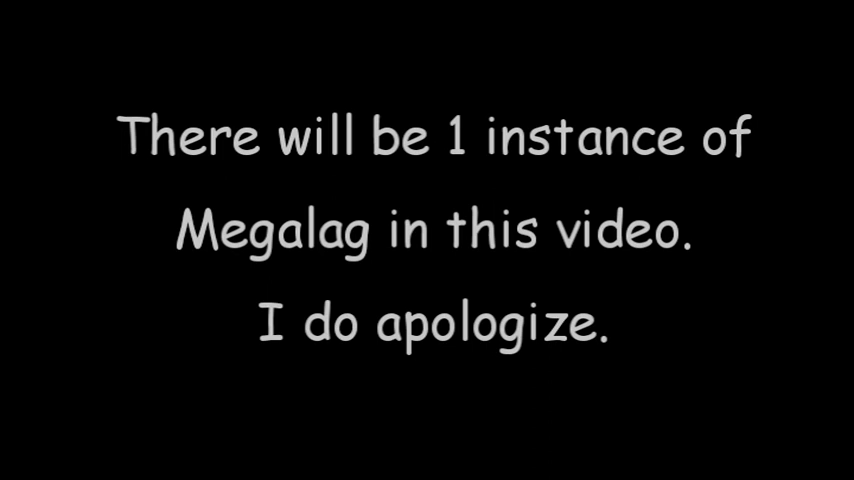 There will be 1 instance of
Megalag in this video.
I do apologize.